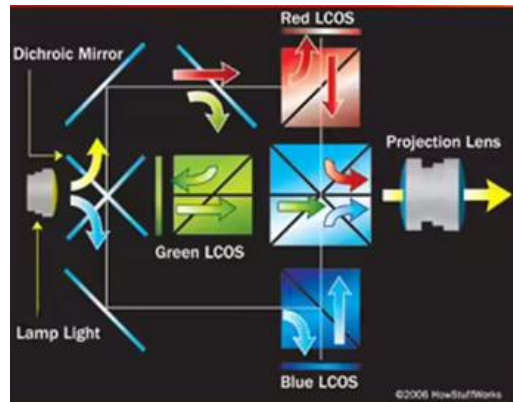 Red LCOS
Dichroic Mirror
Projection Lens
Green LCOS
Lamp Light
Blue LCOS
©2006 HowStuffWorks